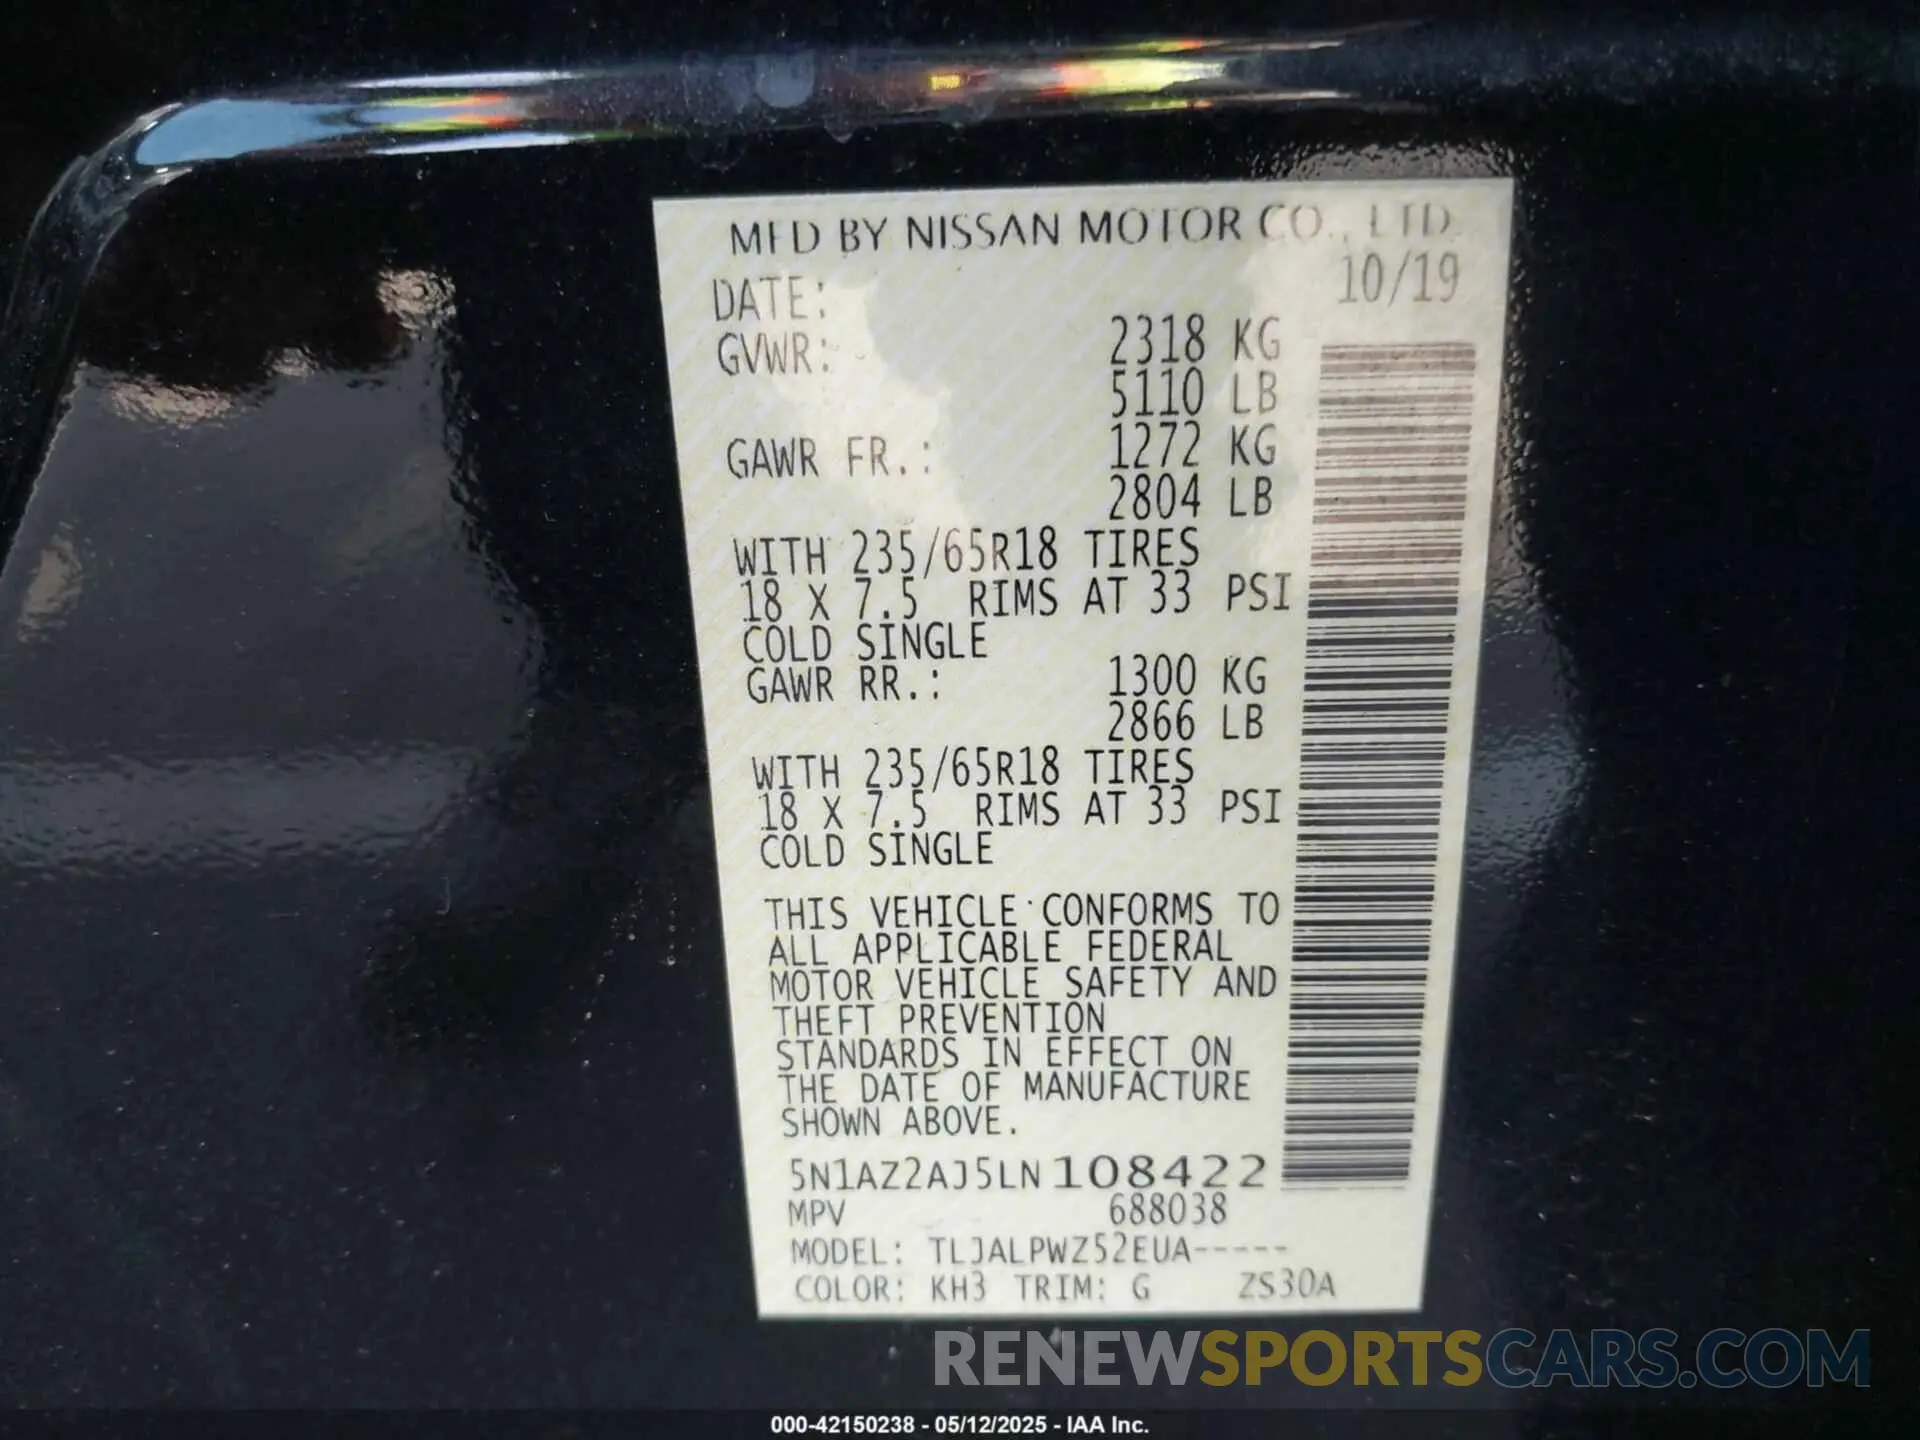 MFD BY NISSAN MOTOR CO., LTD.
DATE: 10/19
GVWR: 2318 KG
5110 LB
GAWR FR.: 1272 KG
2804 LB
WITH 235/65R18 TIRES
18 X 7.5 RIMS AT 33 PSI
COLD SINGLE
GAWR RR.: 1300 KG
2866 LB
WITH 235/65R18 TIRES
18 X 7.5 RIMS AT 33 PSI
COLD SINGLE
THIS VEHICLE CONFORMS TO
ALL APPLICABLE FEDERAL
MOTOR VEHICLE SAFETY AND
THEFT PREVENTION
STANDARDS IN EFFECT ON
THE DATE OF MANUFACTURE
SHOWN ABOVE.
5N1AZ2AJ5LN108422
MPV 688038
MODEL: TLJALPWZ52EUA-----
COLOR: KH3 TRIM: G ZS30A
RENEWSPORTSCARS.COM
000-42150238 - 05/12/2025 - IAA Inc.